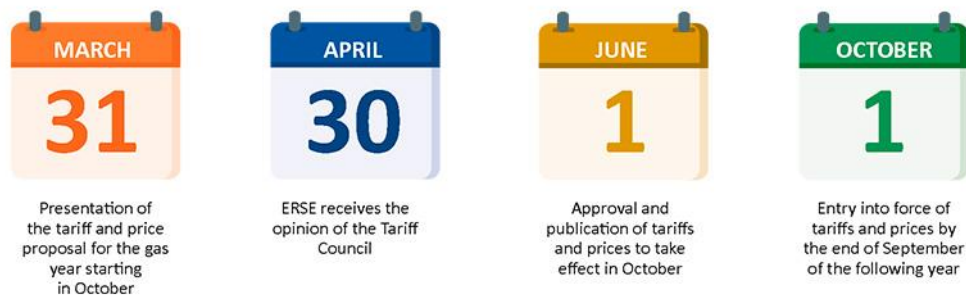 MARCH
31
Presentation of
the tariff and price
proposal for the gas
year starting
in October
APRIL
30
ERSE receives the
opinion of the Tariff
Council
JUNE
1
Approval and
publication of tariffs
and prices to take
effect in October
OCTOBER
1
Entry into force of
tariffs and prices by
the end of September
of the following year